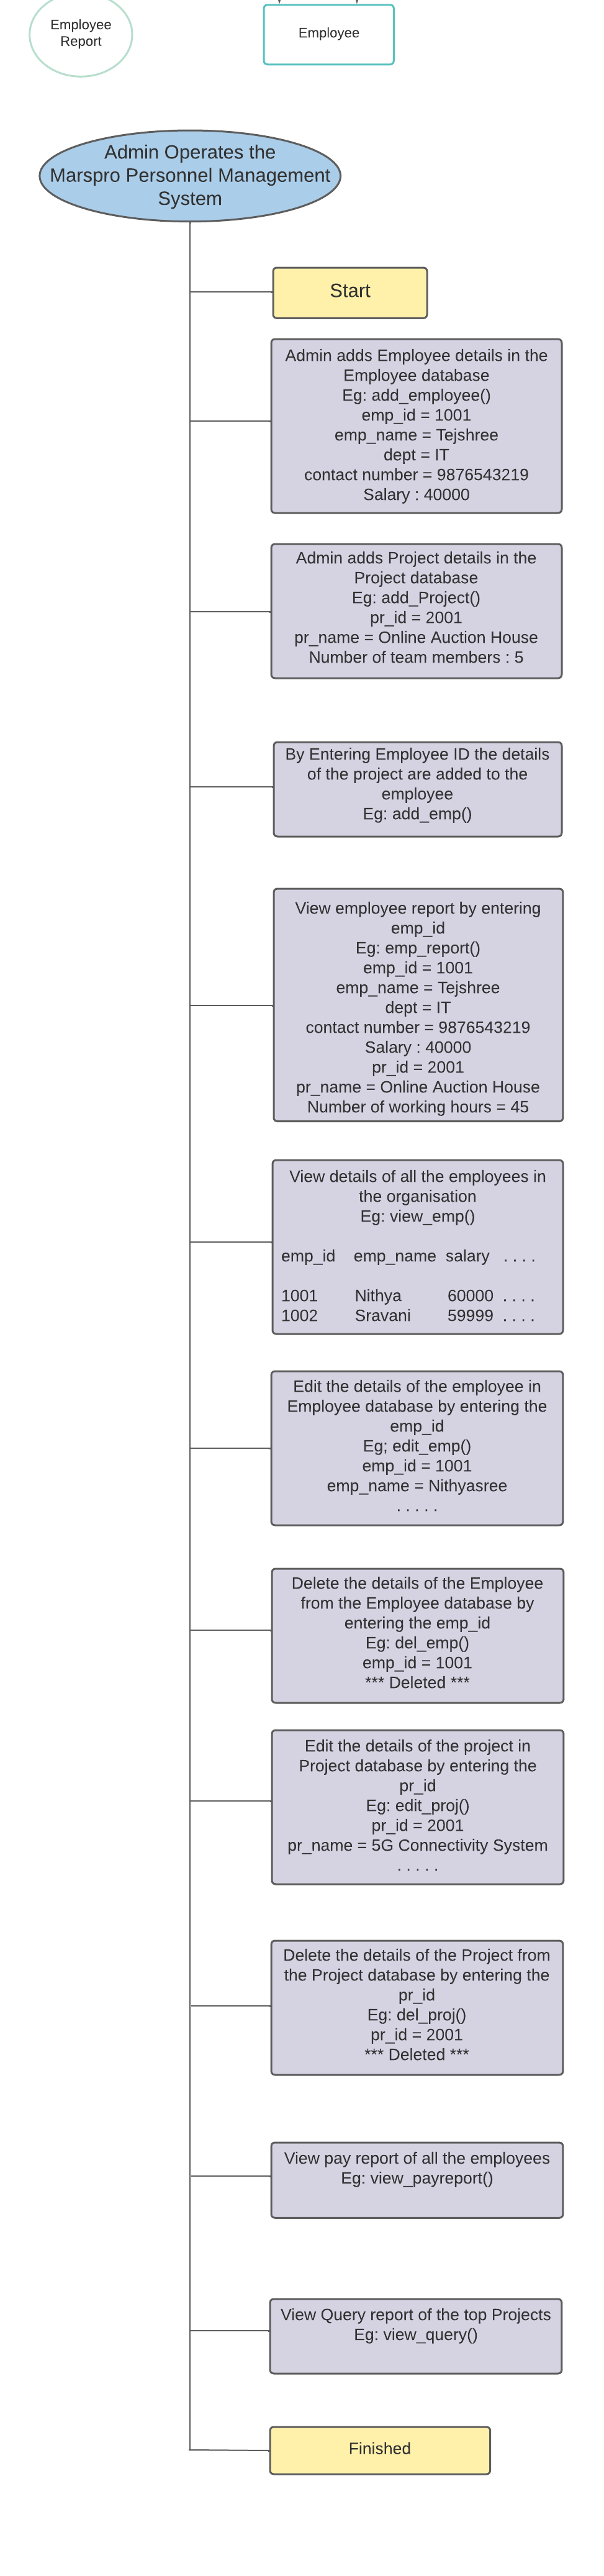 Employee
Report
Employee
Admin Operates the
Marspro Personnel Management
System
Start
Admin adds Employee details in the
Employee database
Eg: add_employee()
emp_id = 1001
emp_name = Tejshree
dept = IT
contact number = 9876543219
Salary : 40000
Admin adds Project details in the
Project database
Eg: add_Project()
pr_id = 2001
pr_name = Online Auction House
Number of team members : 5
By Entering Employee ID the details
of the project are added to the
employee
Eg: add_emp()
View employee report by entering
emp_id
Eg: emp_report()
emp_id = 1001
emp_name = Tejshree
dept = IT
contact number = 9876543219
Salary : 40000
pr_id = 2001
pr_name = Online Auction House
Number of working hours = 45
View details of all the employees in
the organisation
Eg: view_emp()
emp_id emp_name salary . . . .
1001 Nithya 60000 . . . .
1002 Sravani 59999 . . . .
Edit the details of the employee in
Employee database by entering the
emp_id
Eg; edit_emp()
emp_id = 1001
emp_name = Nithyasree
. . . . .
Delete the details of the Employee
from the Employee database by
entering the emp_id
Eg: del_emp()
emp_id = 1001
*** Deleted ***
Edit the details of the project in
Project database by entering the
pr_id
Eg: edit_proj()
pr_id = 2001
pr_name = 5G Connectivity System
. . . . .
Delete the details of the Project from
the Project database by entering the
pr_id
Eg: del_proj()
pr_id = 2001
*** Deleted ***
View pay report of all the employees
Eg: view_payreport()
View Query report of the top Projects
Eg: view_query()
Finished